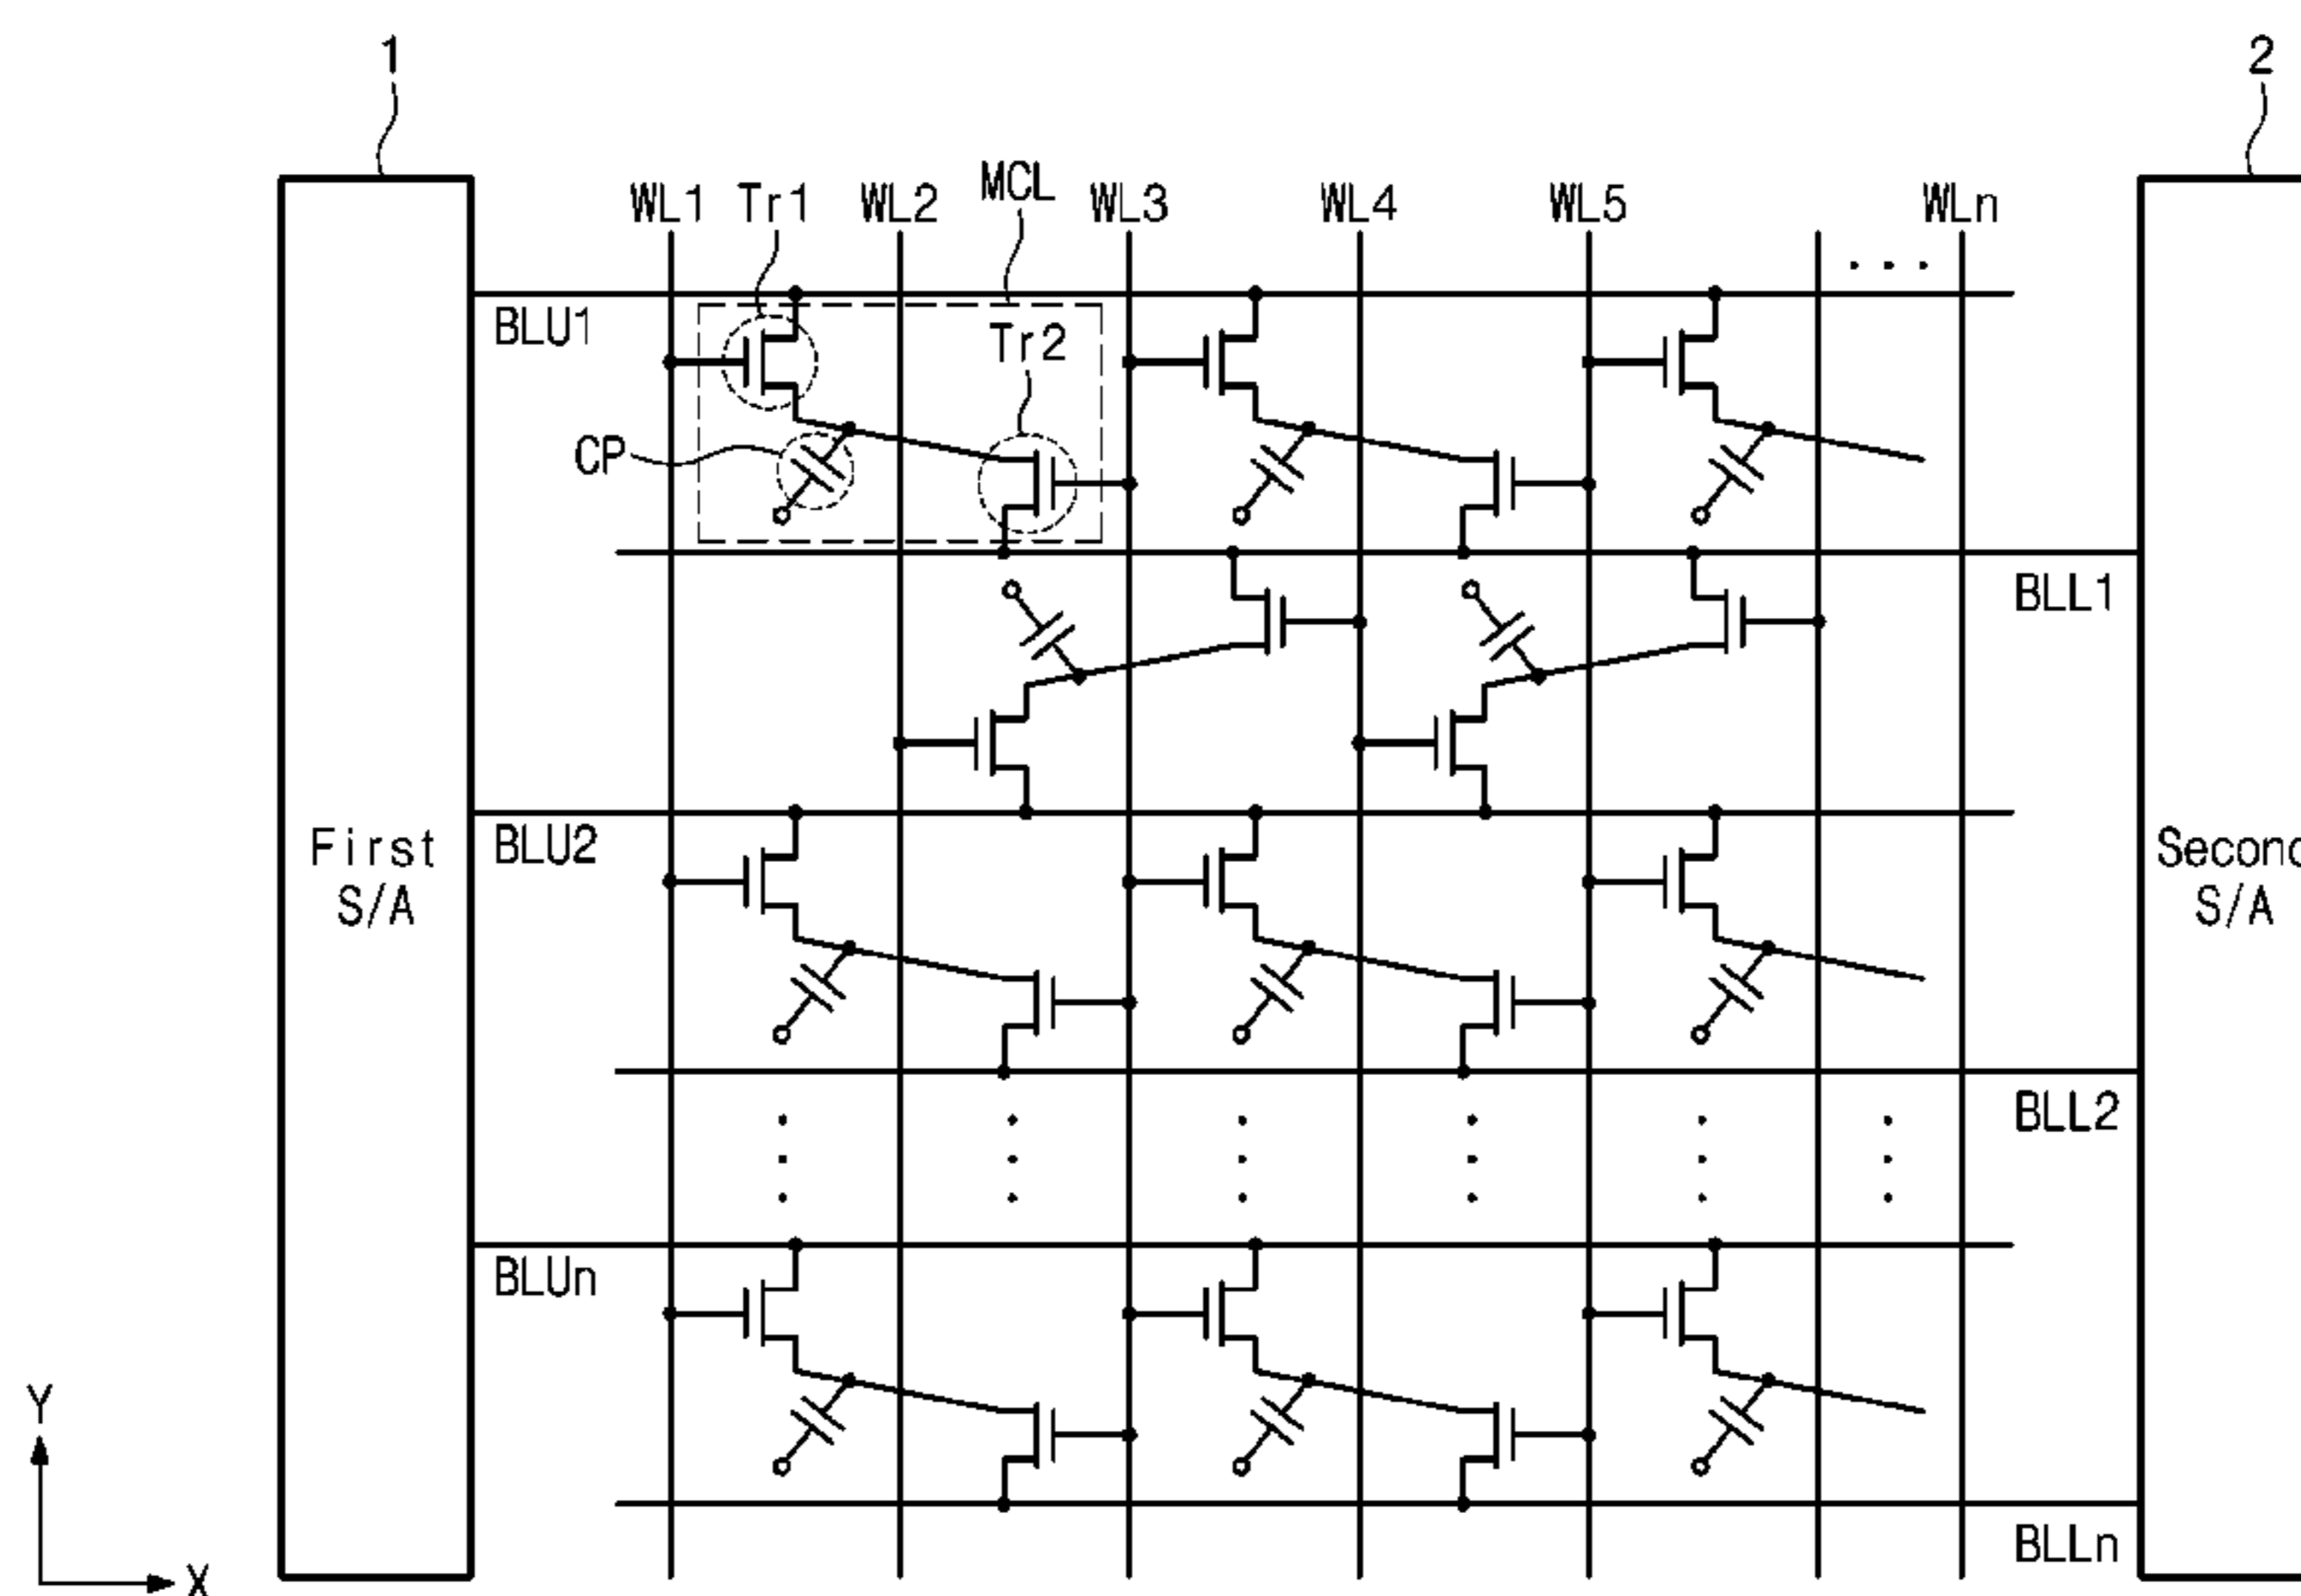 1
2
WL1 Tr1 WL2 MCL WL3 WL4 WL5 WLn
BLU1
Tr2
CP
BLL1
First
S/A
BLU2
Second
S/A
BLL2
BLUn
BLLn
Y
X